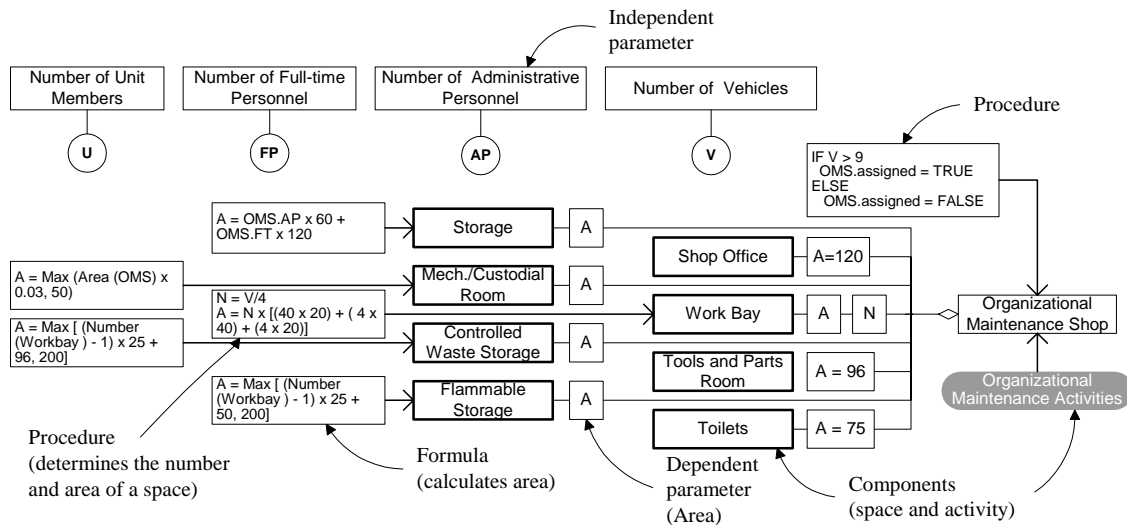 Independent
parameter
Number of Unit
Members
Number of Full-time
Personnel
Number of Administrative
Personnel
Number of Vehicles
Procedure
U
FP
AP
V
IF V > 9
OMS.assigned = TRUE
ELSE
OMS.assigned = FALSE
A = OMS.AP x 60 +
OMS.FT x 120
Storage
A
Shop Office
A=120
A = Max (Area (OMS) x
0.03, 50)
Mech./Custodial
Room
A
N = V/4
A = N x [(40 x 20) + ( 4 x
40) + (4 x 20)]
Work Bay
A
N
Organizational
Maintenance Shop
A = Max [ (Number
(Workbay ) - 1) x 25 +
96, 200]
Controlled
Waste Storage
A
Tools and Parts
Room
A = 96
Organizational
Maintenance Activities
A = Max [ (Number
(Workbay ) - 1) x 25 +
50, 200]
Flammable
Storage
A
Toilets
A = 75
Procedure
(determines the number
and area of a space)
Formula
(calculates area)
Dependent
parameter
(Area)
Components
(space and activity)